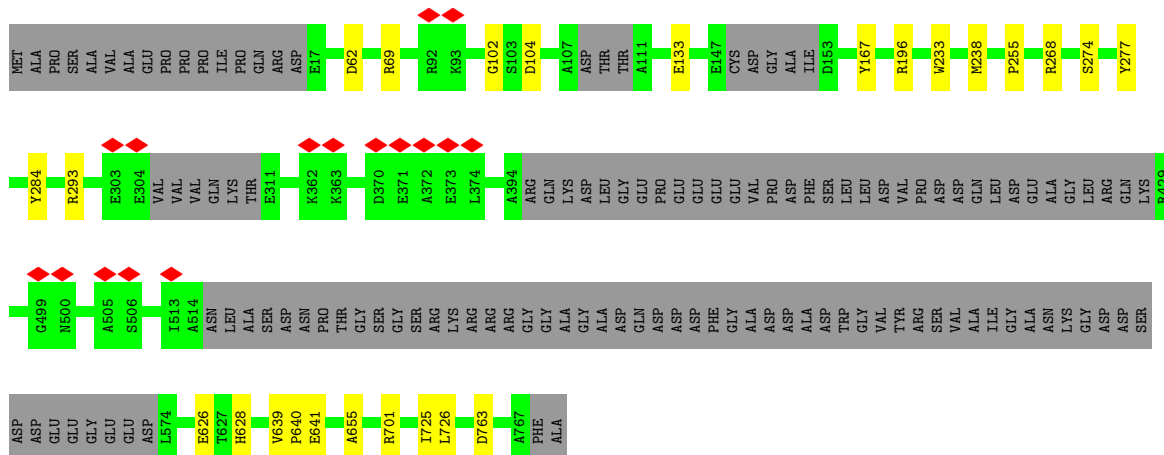 MET ALA PRO SER ALA VAL ALA GLU PRO PRO PRO ILE PRO GLN ARG ASP E17 D62 R69 R92 K93 G102 S103 D104 A107 ASP THR THR A111 E133 E147 CYS ASP GLY ALA ILE D153 Y167 R196 W233 M238 P255 R268 S274 Y277
Y284 R293 E303 E304 VAL VAL VAL GLN LYS THR E311 K362 K363 D370 E371 A372 E373 L374 A394 ARG GLN LYS ASP LEU GLY GLU PRO GLU GLU GLU GLU VAL PRO ASP PHE SER LEU LEU ASP VAL PRO ASP ASP GLN LEU ASP GLU ALA GLY LEU ARG GLN LYS R429
G499 N500 A505 S506 I513 A514 ASN LEU ALA SER ASP ASN PRO THR GLY SER GLY SER ARG LYS ARG ARG ARG GLY GLY ALA GLY ALA ASP GLN ASP ASP ASP PHE GLY ALA ASP ASP ALA ASP TRP GLY VAL TYR ARG SER VAL ALA ILE GLY ALA ASN LYS GLY ASP ASP SER
ASP ASP GLU GLU GLY GLU GLU ASP L574 E626 T627 H628 V639 P640 E641 A655 R701 I725 L726 D763 A767 PHE ALA